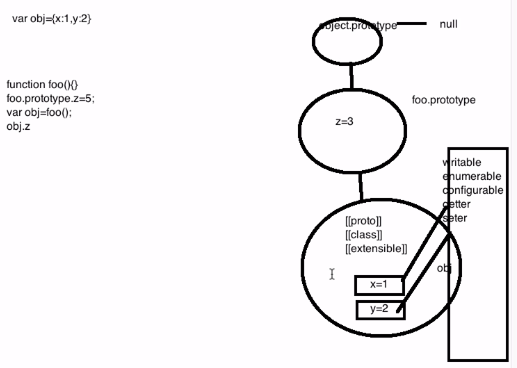 var obj={x:1,y:2}
function foo(){}
foo.prototype.z=5;
var obj=foo();
obj.z
object.prototype
null
foo.prototype
z=3
writable
enumerable
configurable
getter
seter
[[proto]]
[[class]]
[[extensible]]
obj
x=1
y=2